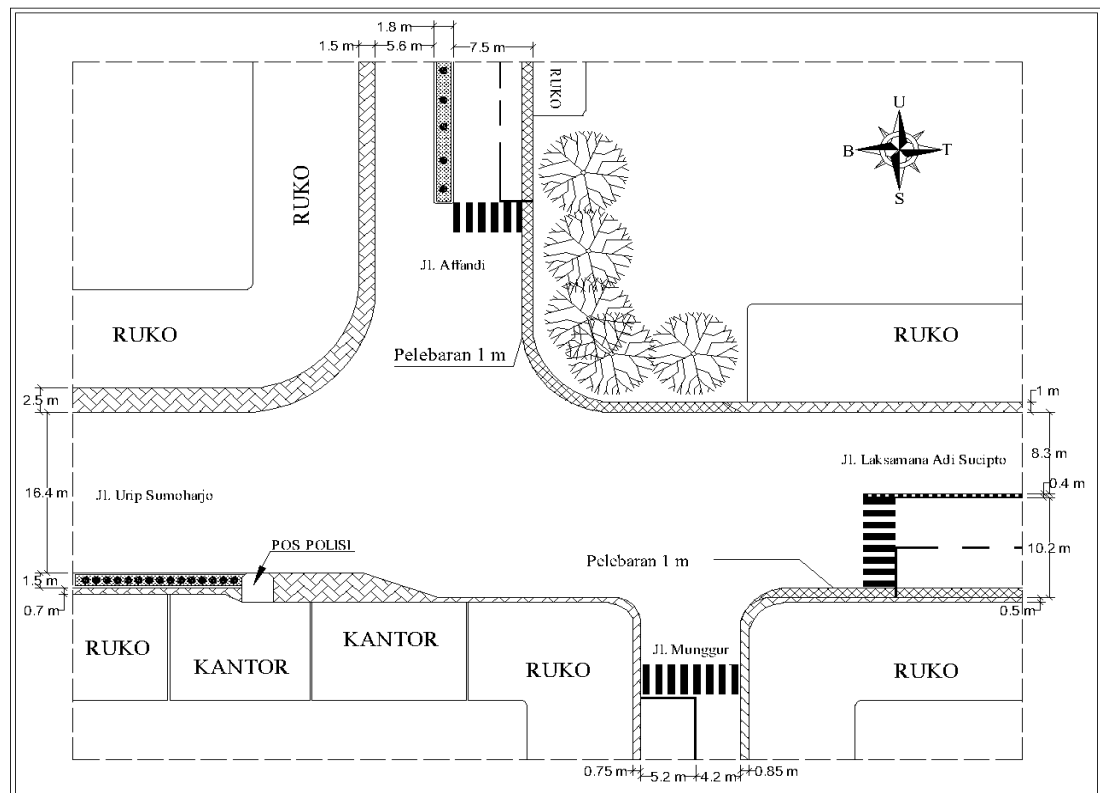 1.8 m
1.5 m
5.6 m
7.5 m
RUKO
U
B
T
S
RUKO
Jl. Affandi
RUKO
RUKO
Pelebaran 1 m
2.5 m
1 m
8.3 m
Jl. Laksamana Adi Sucipto
0.4 m
16.4 m
Jl. Urip Sumoharjo
POS POLISI
10.2 m
Pelebaran 1 m
1.5 m
0.7 m
0.5 m
RUKO
KANTOR
KANTOR
RUKO
Jl. Munggur
RUKO
0.75 m
5.2 m
4.2 m
0.85 m